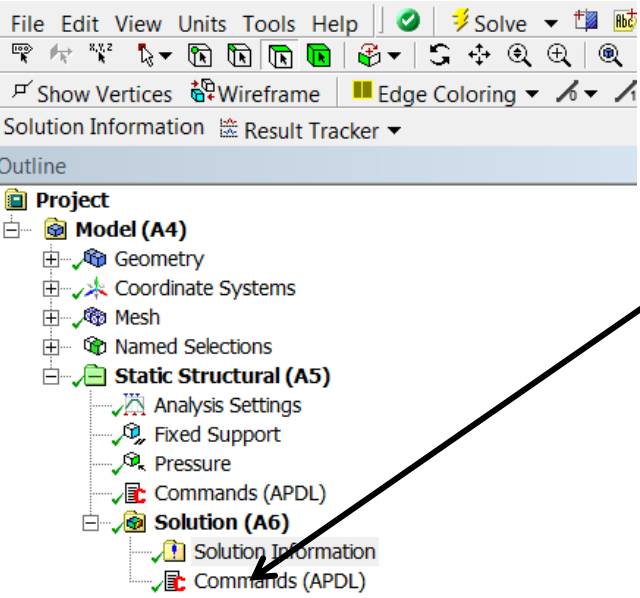 File Edit View Units Tools Help Solve
x,y,z
Show Vertices Wireframe Edge Coloring
Solution Information Result Tracker
Outline
Project
Model (A4)
Geometry
Coordinate Systems
Mesh
Named Selections
Static Structural (A5)
Analysis Settings
Fixed Support
Pressure
Commands (APDL)
Solution (A6)
Solution Information
Commands (APDL)